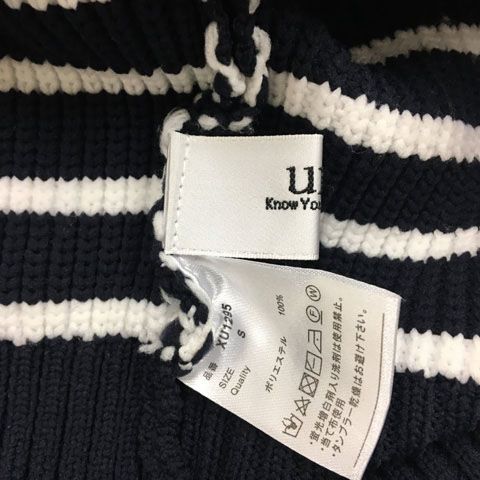 Know You
品番 XU1295
SIZE S
Quality
ポリエステル 100%
・蛍光増白剤入り洗剤は使用禁止。
・当て布使用
・タンブラー乾燥はお避け下さい。